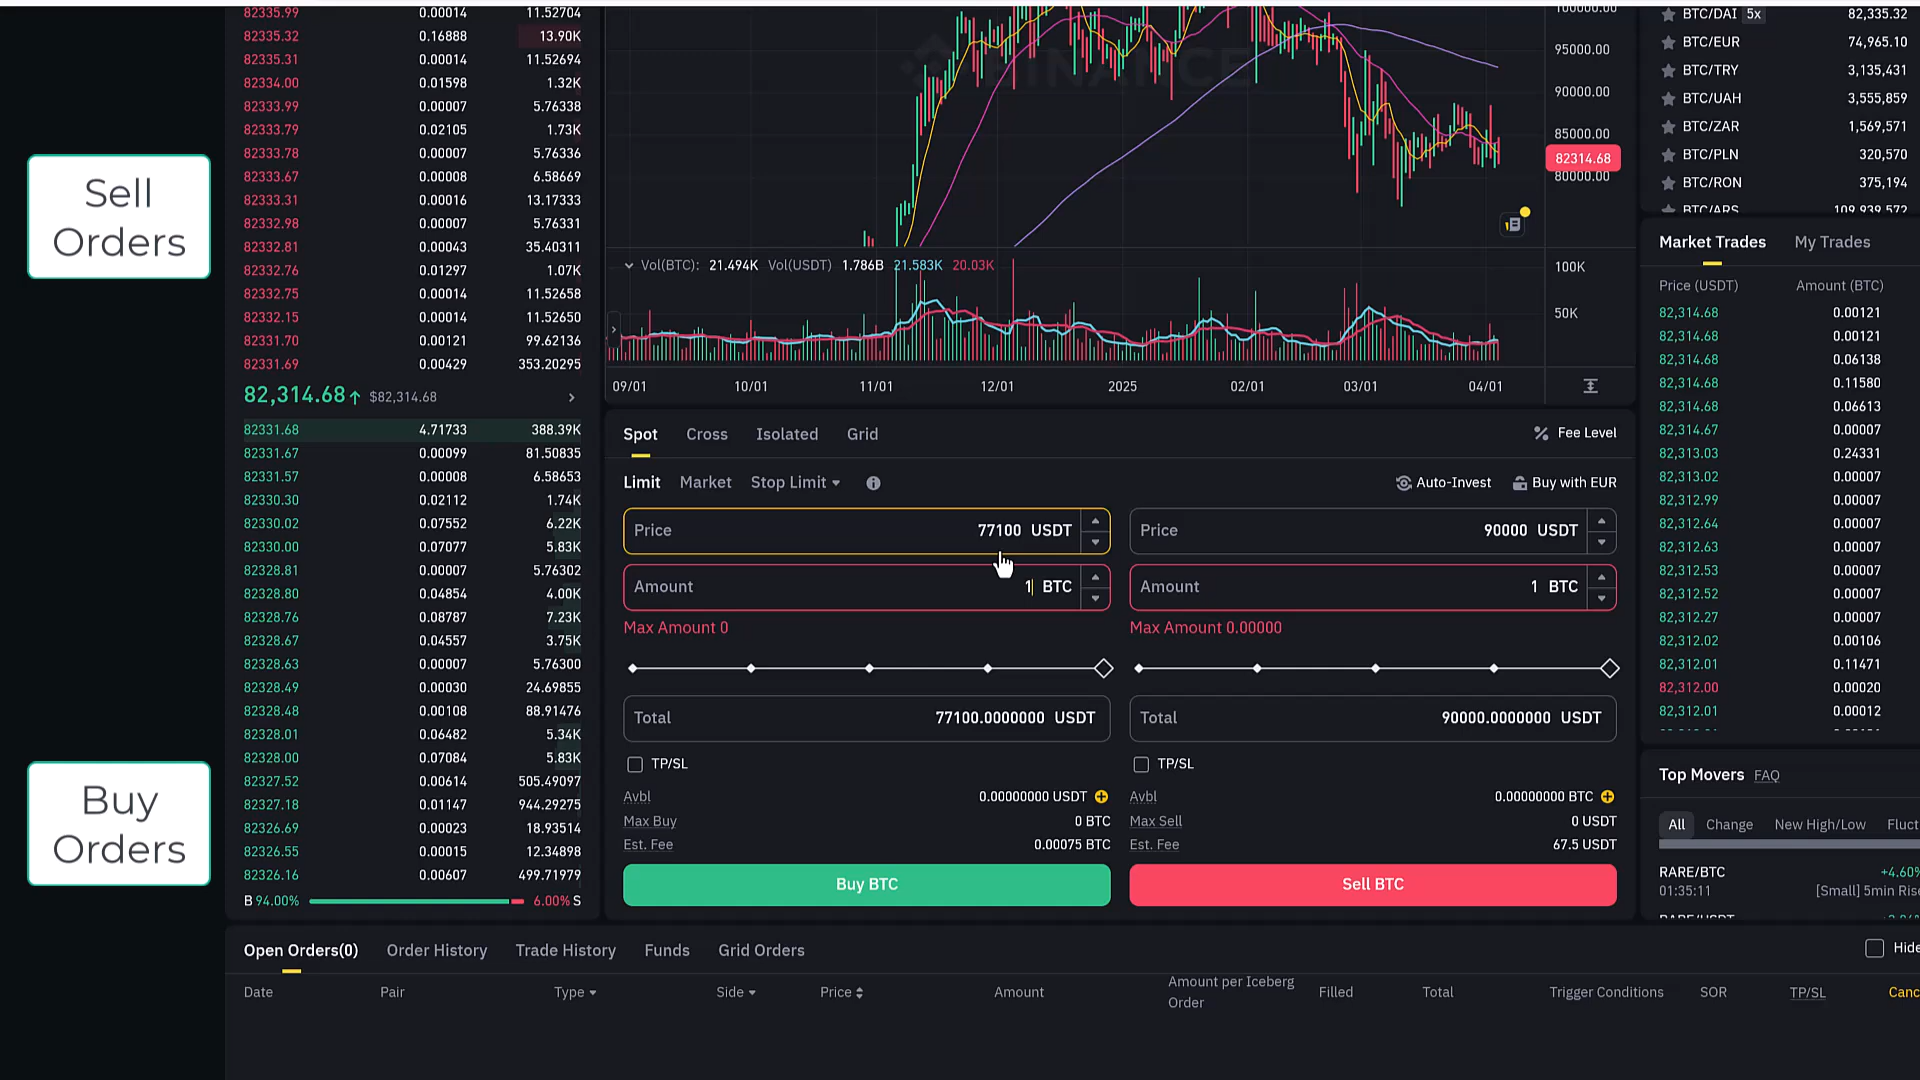 Sell
Orders
Buy
Orders
82335.99 0.00014 11.52704
82335.32 0.16888 13.90K
82335.31 0.00014 11.52694
82334.00 0.01598 1.32K
82333.99 0.00007 5.76338
82333.79 0.02105 1.73K
82333.78 0.00007 5.76336
82333.67 0.00008 6.58669
82333.31 0.00016 13.17333
82332.98 0.00007 5.76331
82332.81 0.00043 35.40311
82332.76 0.01297 1.07K
82332.75 0.00014 11.52658
82332.15 0.00014 11.52650
82331.70 0.00121 99.62136
82331.69 0.00429 353.20295
82,314.68↑ $82,314.68 >
82331.68 4.71733 388.39K
82331.67 0.00099 81.50835
82331.57 0.00008 6.58653
82330.30 0.02112 1.74K
82330.02 0.07552 6.22K
82330.00 0.07077 5.83K
82328.81 0.00007 5.76302
82328.80 0.04854 4.00K
82328.76 0.08787 7.23K
82328.67 0.04557 3.75K
82328.63 0.00007 5.76300
82328.49 0.00030 24.69855
82328.48 0.00108 88.91476
82328.01 0.06482 5.34K
82328.00 0.07084 5.83K
82327.52 0.00614 505.49097
82327.18 0.01147 944.29275
82326.69 0.00023 18.93514
82326.55 0.00015 12.34898
82326.16 0.00607 499.71979
B 94.00% 6.00% S
BINANCE
100000.00
95000.00
90000.00
85000.00
82314.68
80000.00
Vol(BTC): 21.494K Vol(USDT) 1.786B 21.583K 20.03K
100K
50K
09/01 10/01 11/01 12/01 2025 02/01 03/01 04/01
Spot Cross Isolated Grid Fee Level
Limit Market Stop Limit Auto-Invest Buy with EUR
Price 77100 USDT
Amount 1 BTC
Max Amount 0
Total 77100.0000000 USDT
TP/SL
Avbl 0.00000000 USDT
Max Buy 0 BTC
Est. Fee 0.00075 BTC
Buy BTC
Price 90000 USDT
Amount 1 BTC
Max Amount 0.00000
Total 90000.0000000 USDT
TP/SL
Avbl 0.00000000 BTC
Max Sell 0 USDT
Est. Fee 67.5 USDT
Sell BTC
BTC/DAI 5x 82,335.32
BTC/EUR 74,965.10
BTC/TRY 3,135,431
BTC/UAH 3,555,859
BTC/ZAR 1,569,571
BTC/PLN 320,570
BTC/RON 375,194
BTC/ARS 109,939,572
Market Trades My Trades
Price (USDT) Amount (BTC)
82,314.68 0.00121
82,314.68 0.00121
82,314.68 0.06138
82,314.68 0.11580
82,314.68 0.06613
82,314.67 0.00007
82,313.03 0.24331
82,313.02 0.00007
82,312.99 0.00007
82,312.64 0.00007
82,312.63 0.00007
82,312.53 0.00007
82,312.52 0.00007
82,312.27 0.00007
82,312.02 0.00106
82,312.01 0.11471
82,312.00 0.00020
82,312.01 0.00012
Top Movers FAQ
All Change New High/Low Fluct
RARE/BTC +4.60%
01:35:11 [Small] 5min Rise
RARE/USDT
Open Orders(0) Order History Trade History Funds Grid Orders Hide
Date Pair Type Side Price Amount Amount per Iceberg Order Filled Total Trigger Conditions SOR TP/SL Canc